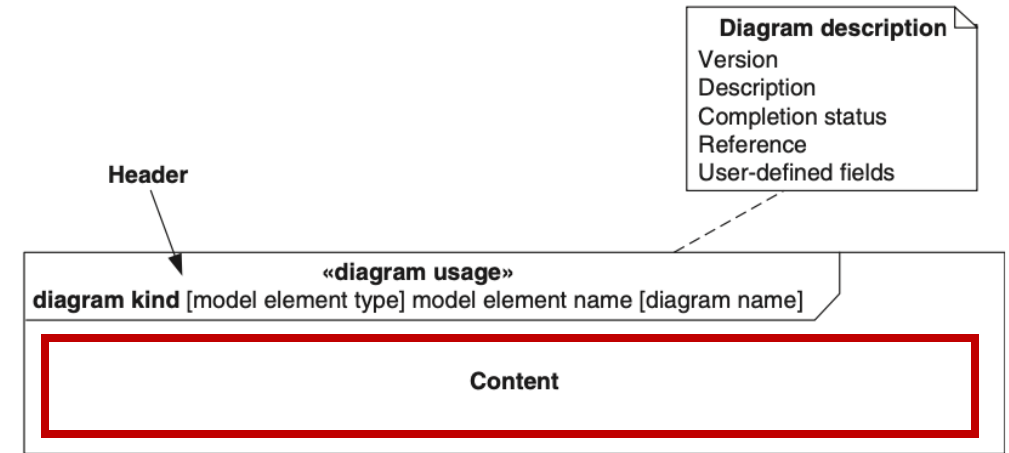 Diagram description
Version
Description
Completion status
Reference
User-defined fields
Header
«diagram usage»
diagram kind [model element type] model element name [diagram name]
Content